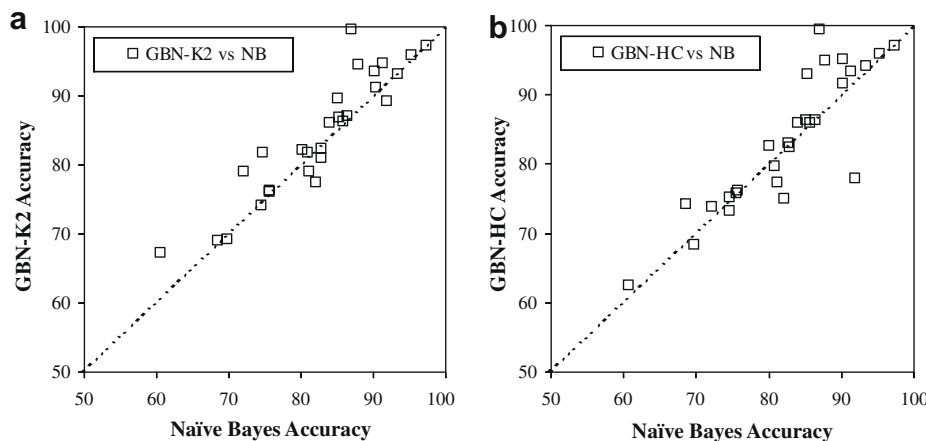 a
GBN-K2 vs NB
100
90
80
70
60
50
GBN-K2 Accuracy
50 60 70 80 90 100
Naïve Bayes Accuracy
b
GBN-HC vs NB
100
90
80
70
60
50
GBN-HC Accuracy
50 60 70 80 90 100
Naïve Bayes Accuracy